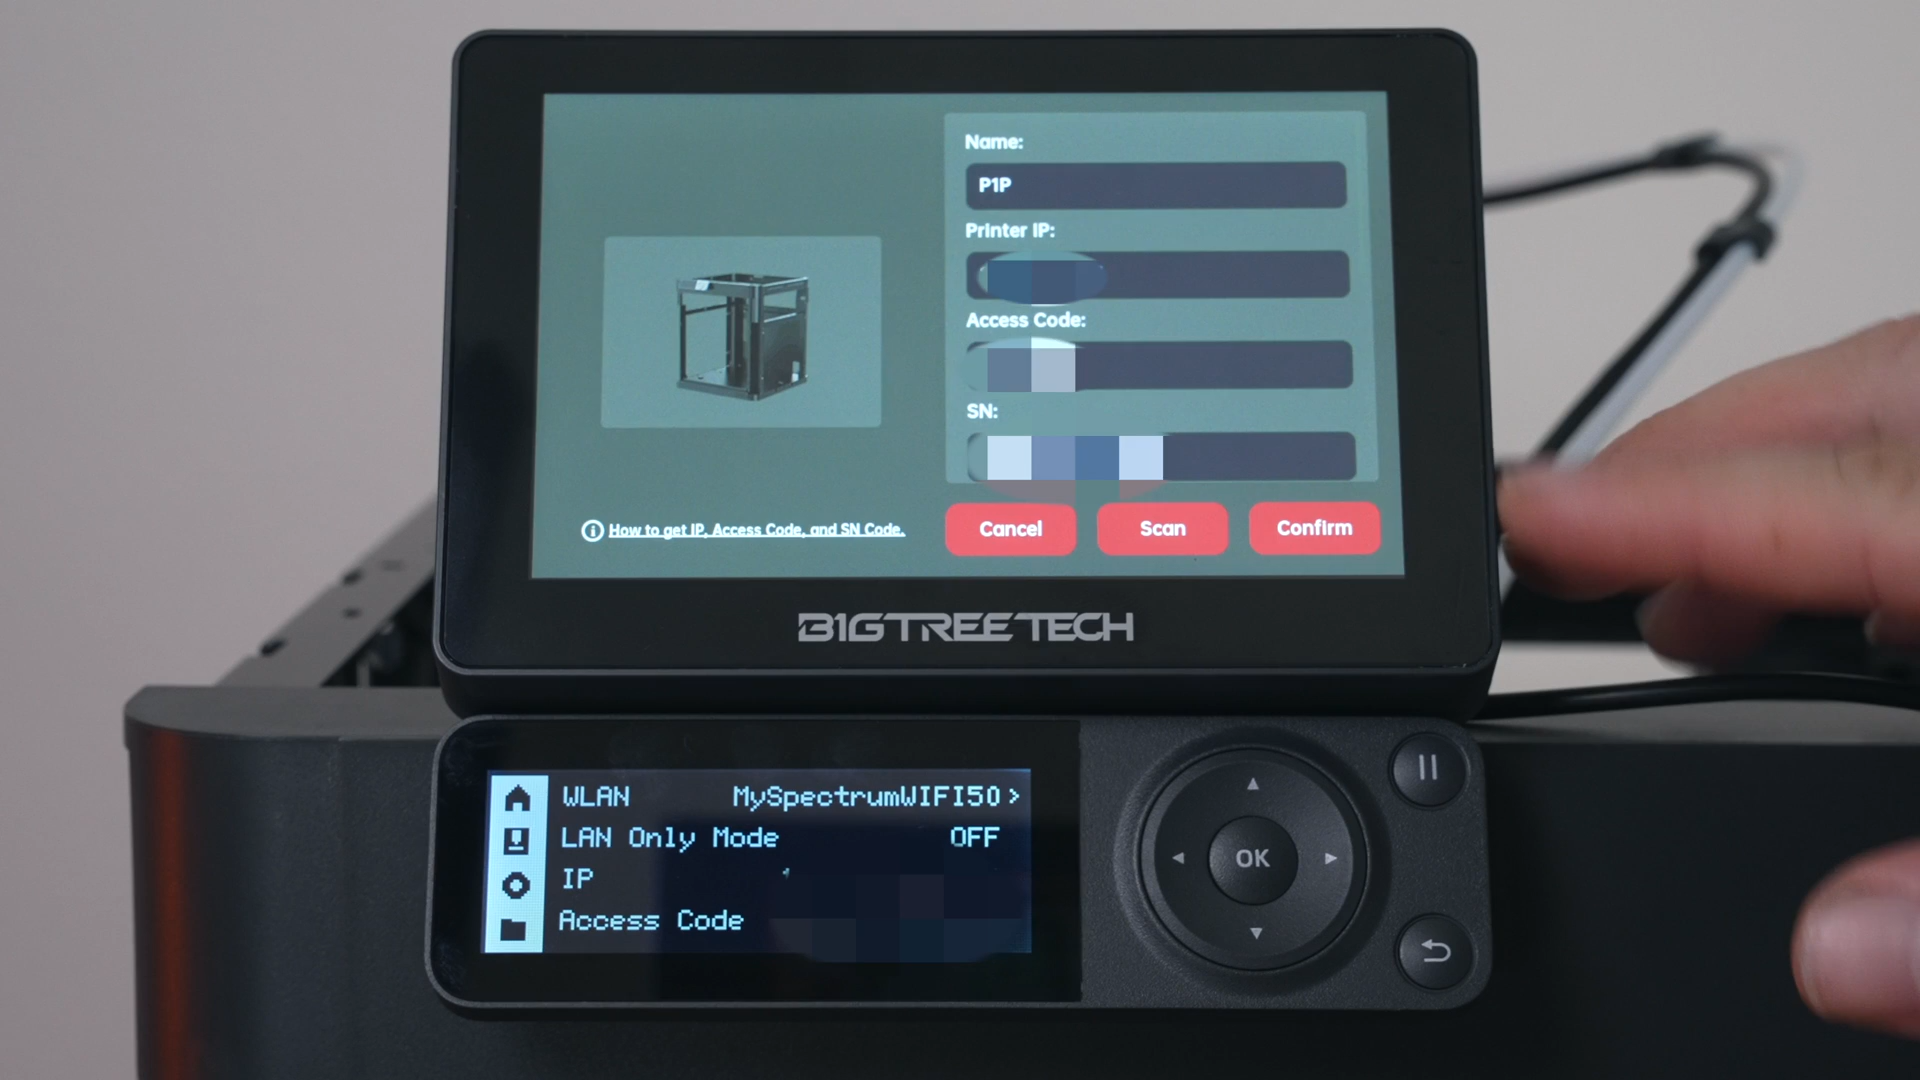 Name:
P1P
Printer IP:
Access Code:
SN:
How to get IP, Access Code, and SN Code.
Cancel
Scan
Confirm
BIGTREETECH
WLAN MySpectrumWIFI50 >
LAN Only Mode OFF
IP
Access Code
OK